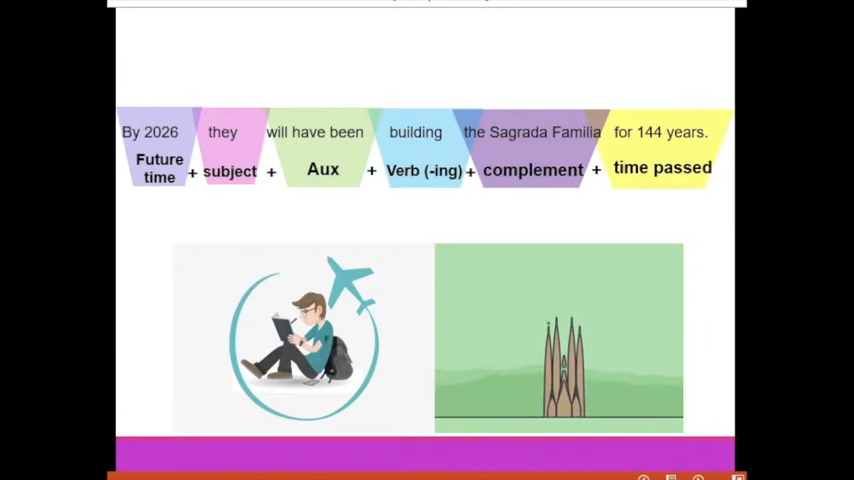 By 2026 they will have been building the Sagrada Familia for 144 years.
Future time + subject + Aux + Verb (-ing) + complement + time passed